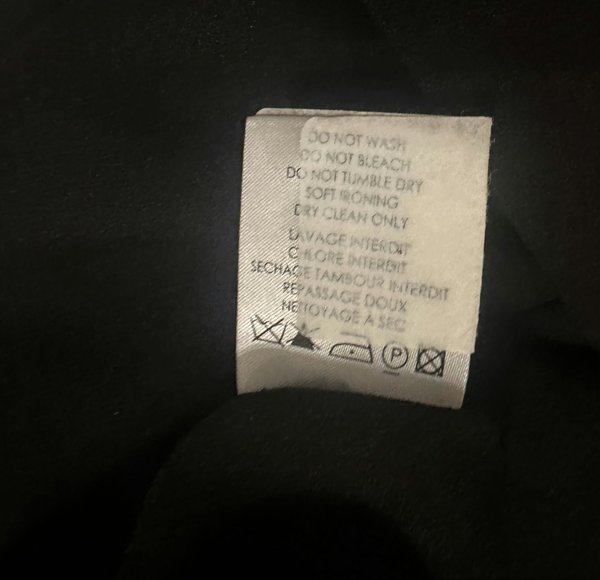 DO NOT WASH
DO NOT BLEACH
DO NOT TUMBLE DRY
SOFT IRONING
DRY CLEAN ONLY
LAVAGE INTERDIT
CHLORE INTERDIT
SECHAGE TAMBOUR INTERDIT
REPASSAGE DOUX
NETTOYAGE A SEC
P